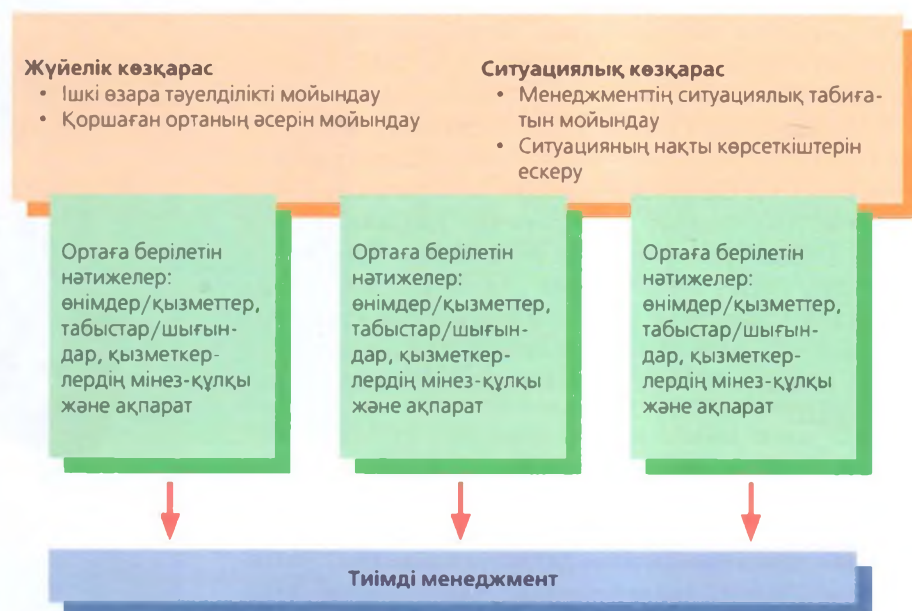 Жүйелік көзқарас
• Ішкі өзара тәуелділікті мойындау
• Қоршаған ортаның әсерін мойындау
Ситуациялық көзқарас
• Менеджменттің ситуациялық табиға-
тын мойындау
• Ситуацияның нақты көрсеткіштерін
ескеру
Ортаға берілетін
нәтижелер:
өнімдер/қызметтер,
табыстар/шығын-
дар, қызметкер-
лердің мінез-құлқы
және ақпарат
Ортаға берілетін
нәтижелер:
өнімдер/қызметтер,
табыстар/шығын-
дар, қызметкер-
лердің мінез-құлқы
және ақпарат
Ортаға берілетін
нәтижелер:
өнімдер/қызметтер,
табыстар/шығын-
дар, қызметкер-
лердің мінез-құлқы
және ақпарат
Тиімді менеджмент